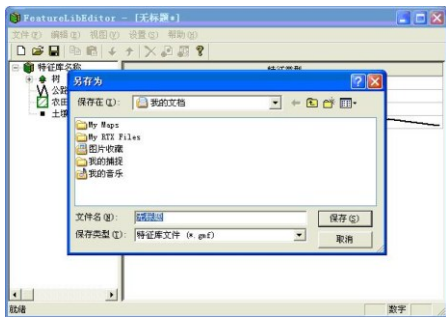 FeatureLibEditor - [无标题*]
文件(F) 编辑(E) 视图(V) 设置(S) 帮助(H)
特征库名称
特征类型
树
公路
农田
土壤
另存为
保存在(I): 我的文档
My Maps
My RTX Files
图片收藏
我的捕捉
我的音乐
文件名(N): 无标题
保存(S)
保存类型(T): 特征库文件 (*.gmf)
取消
就绪
数字